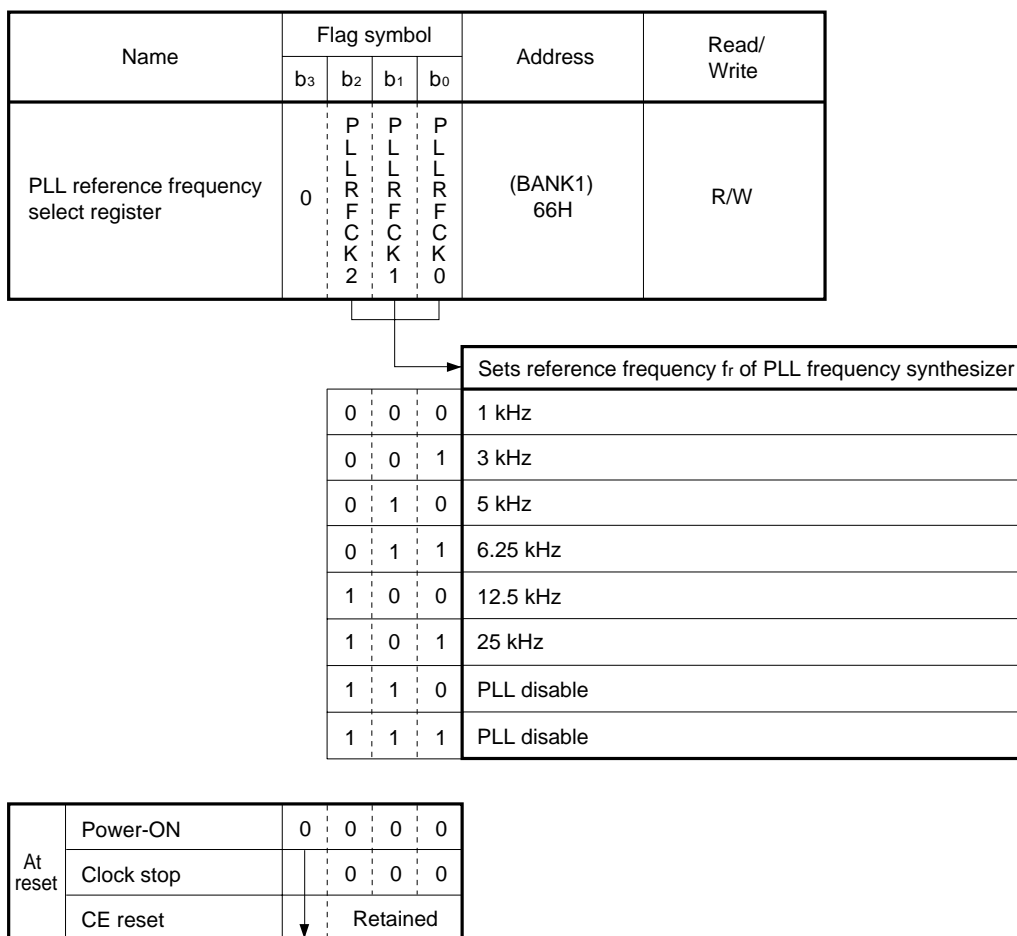 Name Flag symbol Address Read/
Write
b3 b2 b1 b0
PLL reference frequency
select register
0 PLLRFCK2 PLLRFCK1 PLLRFCK0
(BANK1)
66H
R/W
Sets reference frequency fr of PLL frequency synthesizer
0 0 0 1 kHz
0 0 1 3 kHz
0 1 0 5 kHz
0 1 1 6.25 kHz
1 0 0 12.5 kHz
1 0 1 25 kHz
1 1 0 PLL disable
1 1 1 PLL disable
At
reset
Power-ON 0 0 0 0
Clock stop 0 0 0
CE reset Retained